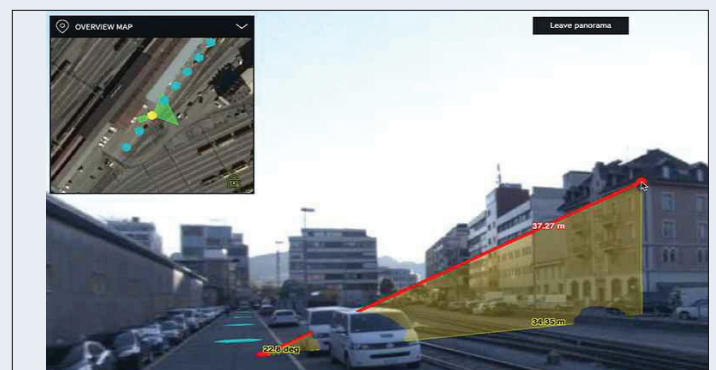 OVERVIEW MAP
Leave panorama
37.27 m
34.35 m
22.8 deg